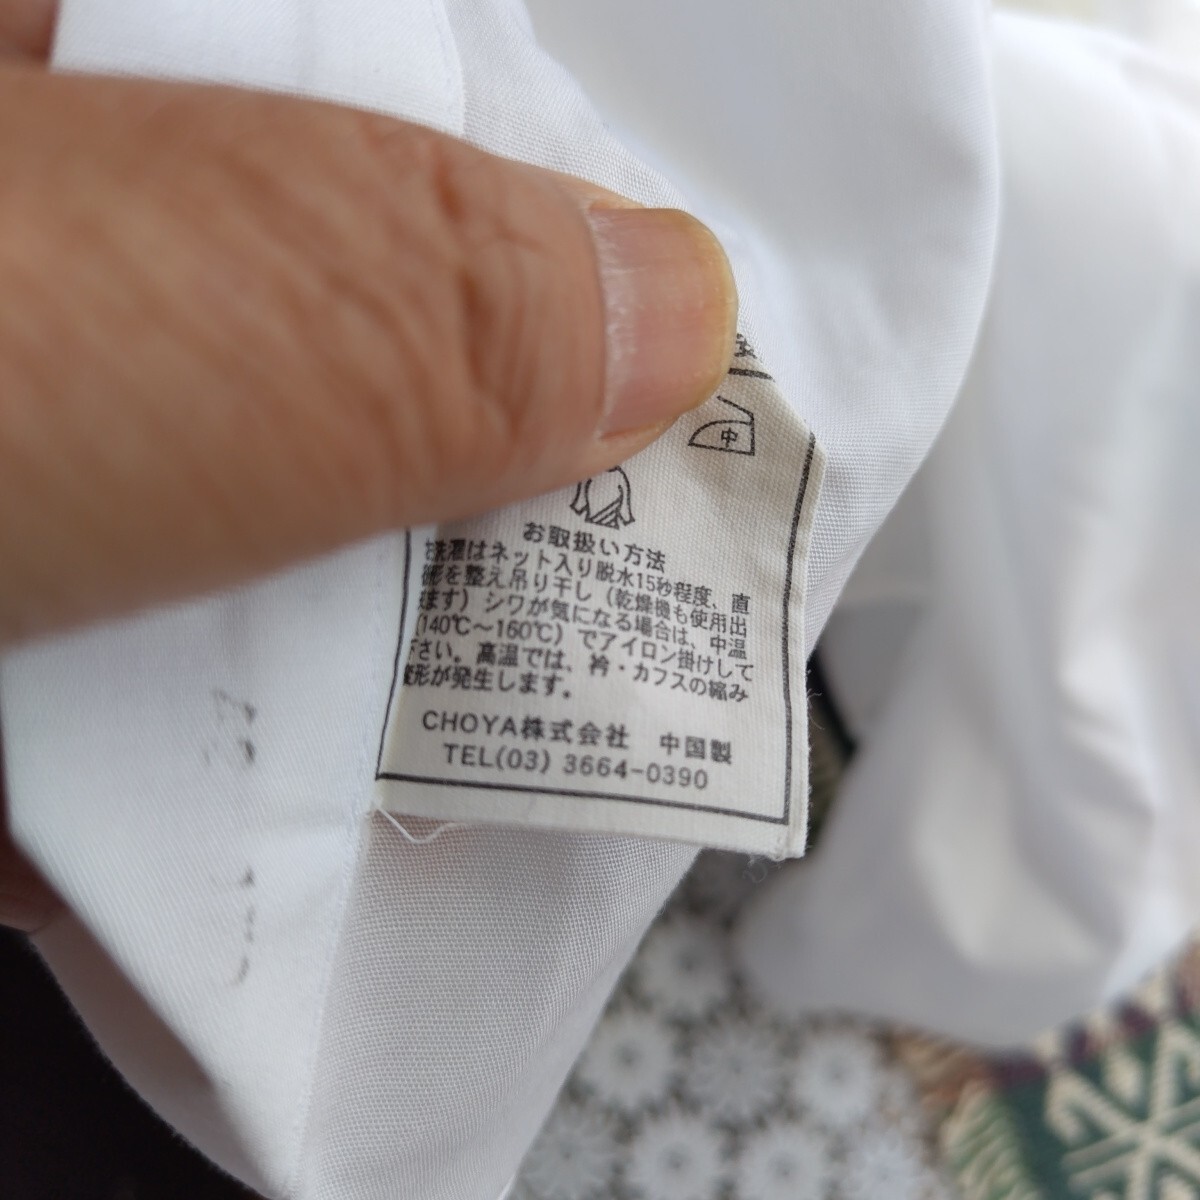 中
お取扱い方法
お洗濯はネット入り脱水15秒程度、直
形を整え吊り干し（乾燥機も使用出
ます）シワが気になる場合は、中温
(140℃〜160℃）でアイロン掛けして
下さい。高温では、衿・カフスの縮み
変形が発生します。
CHOYA株式会社 中国製
TEL(03) 3664-0390